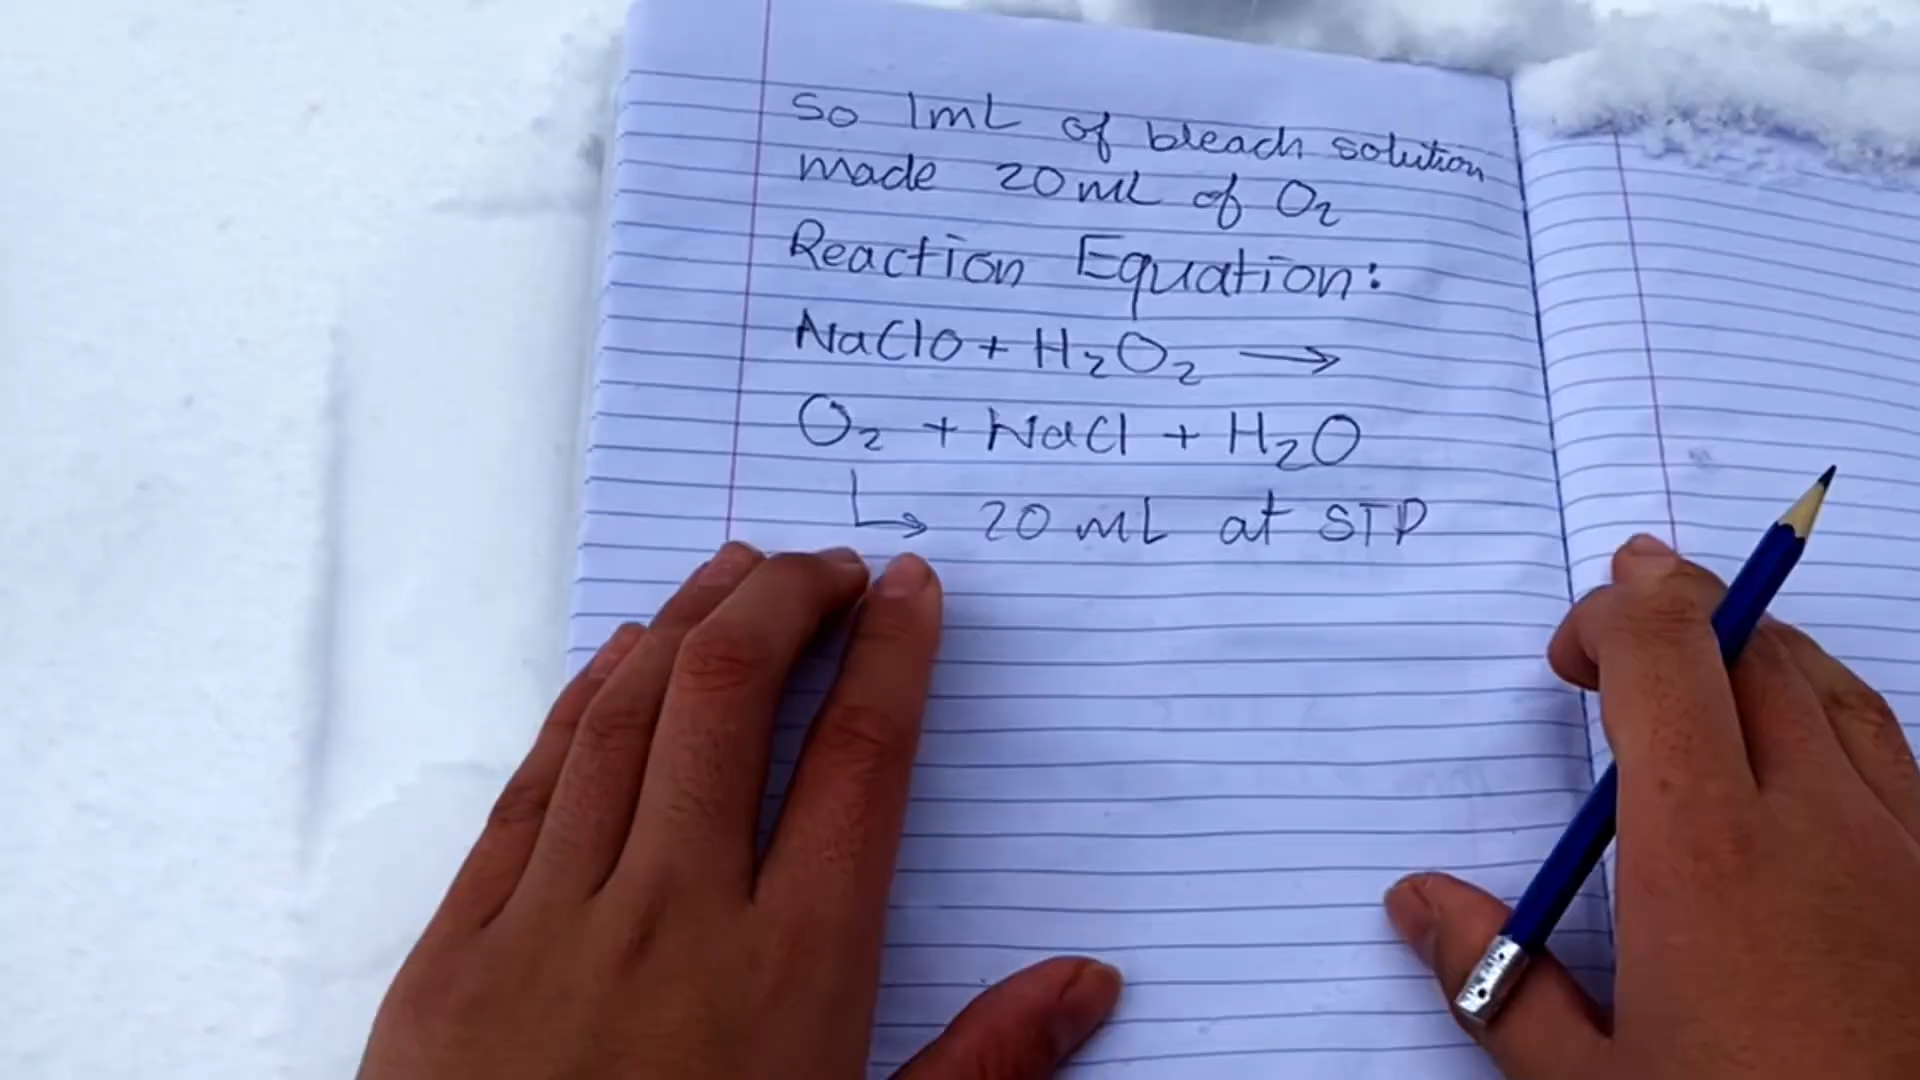 So 1mL of bleach solution
made 20mL of O₂
Reaction Equation:
NaClO + H₂O₂ →
O₂ + NaCl + H₂O
↳ 20 mL at STP